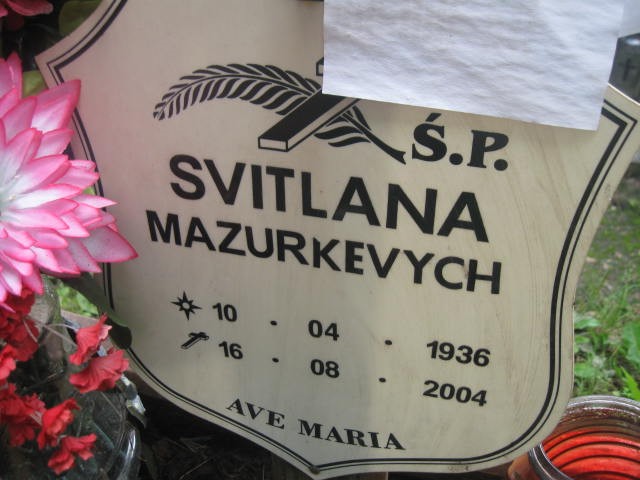 Ś.P.
SVITLANA
MAZURKEVYCH
10 . 04 . 1936
16 . 08 . 2004
AVE MARIA